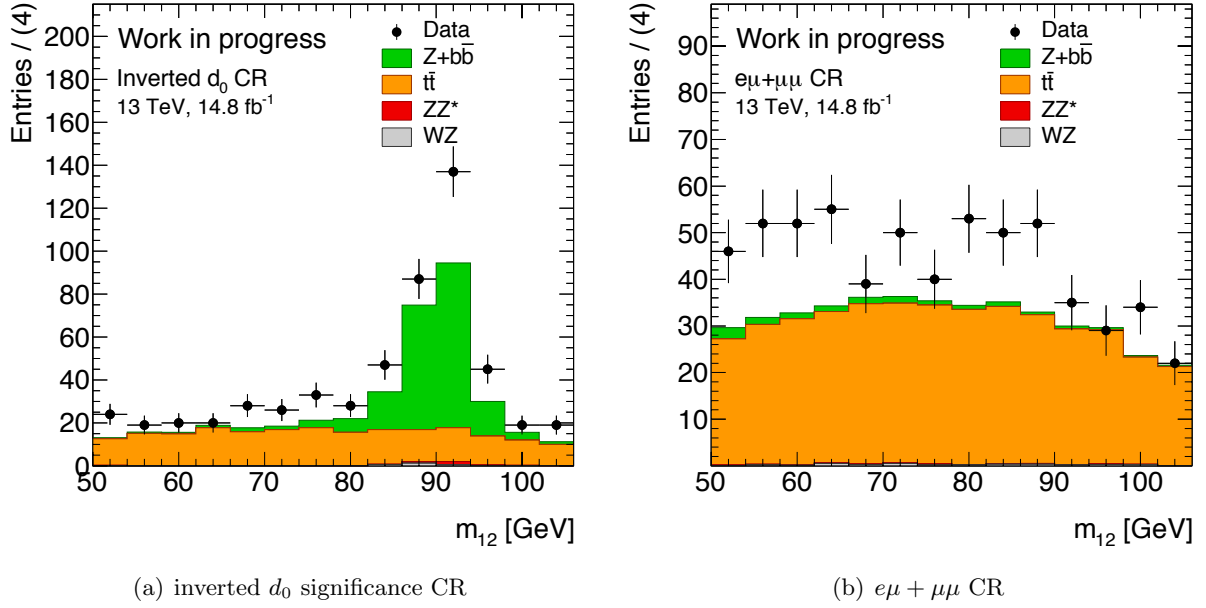 Entries / (4)
200
180
160
140
120
100
80
60
40
20
0
Work in progress
Inverted d₀ CR
13 TeV, 14.8 fb⁻¹
Data
Z+bb̅
tt̅
ZZ*
WZ
50 60 70 80 90 100
m₁₂ [GeV]
(a) inverted d₀ significance CR
Entries / (4)
90
80
70
60
50
40
30
20
10
Work in progress
eμ+μμ CR
13 TeV, 14.8 fb⁻¹
Data
Z+bb̅
tt̅
ZZ*
WZ
50 60 70 80 90 100
m₁₂ [GeV]
(b) eμ + μμ CR